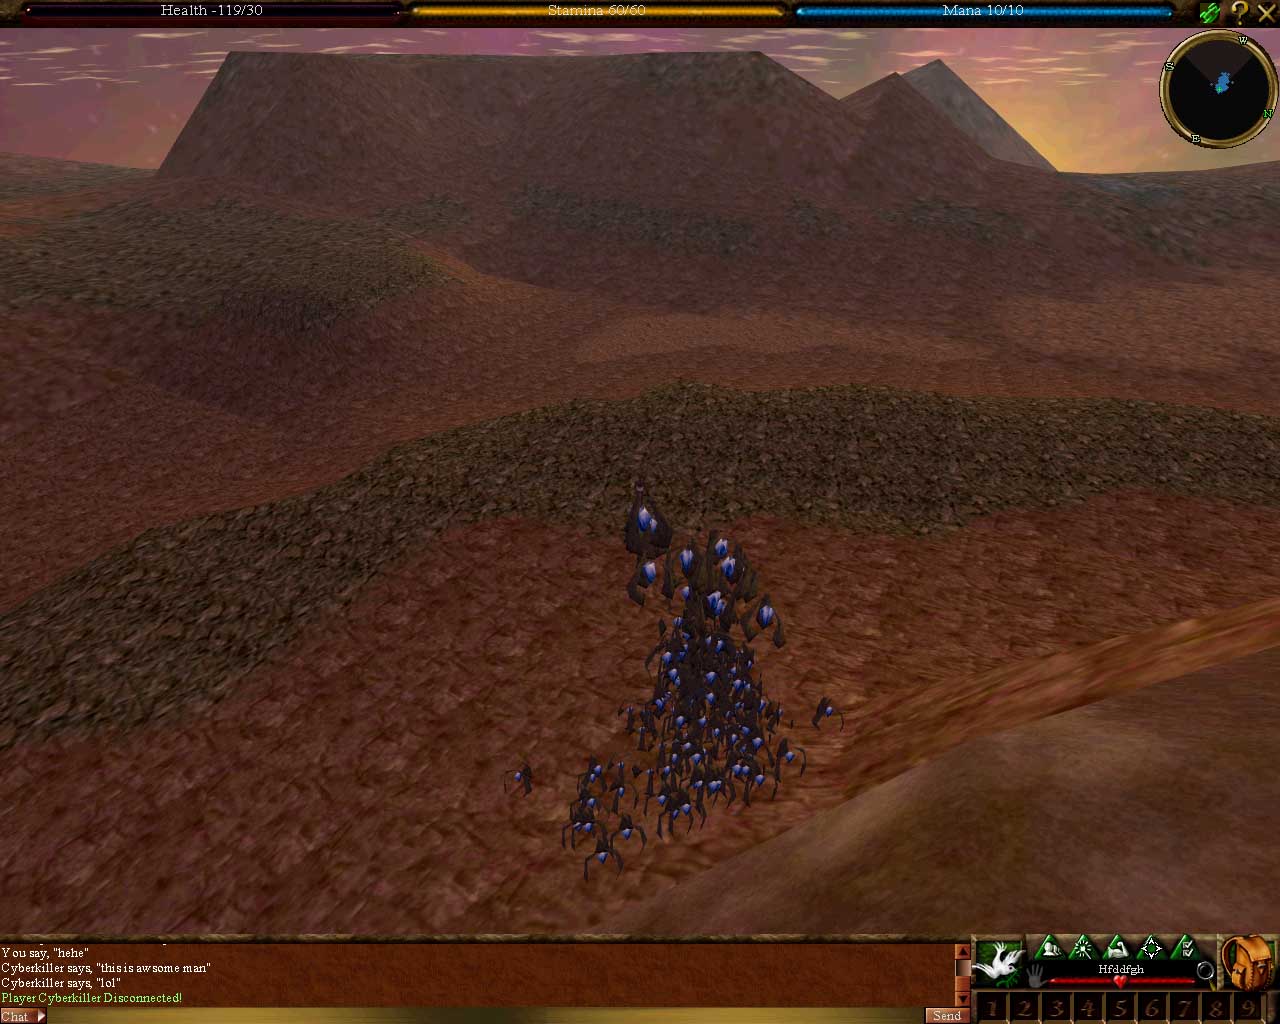 Health -119/30
Stamina 60/60
Mana 10/10
?
W
S
N
E
You say, "hehe"
Cyberkiller says, "this is awsome man"
Cyberkiller says, "lol"
Player Cyberkiller Disconnected!
Hfddfgh
1 2 3 4 5 6 7 8 9
Chat
Send